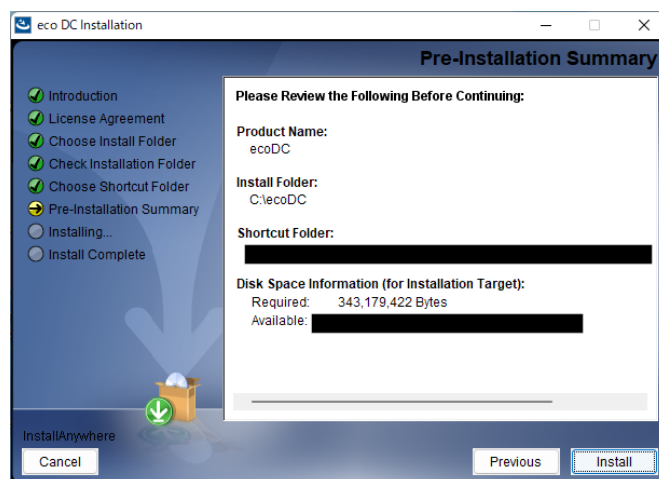 eco DC Installation
Pre-Installation Summary
Introduction
License Agreement
Choose Install Folder
Check Installation Folder
Choose Shortcut Folder
Pre-Installation Summary
Installing...
Install Complete
Please Review the Following Before Continuing:
Product Name:
ecoDC
Install Folder:
C:\ecoDC
Shortcut Folder:
Disk Space Information (for Installation Target):
Required: 343,179,422 Bytes
Available:
InstallAnywhere
Cancel
Previous
Install